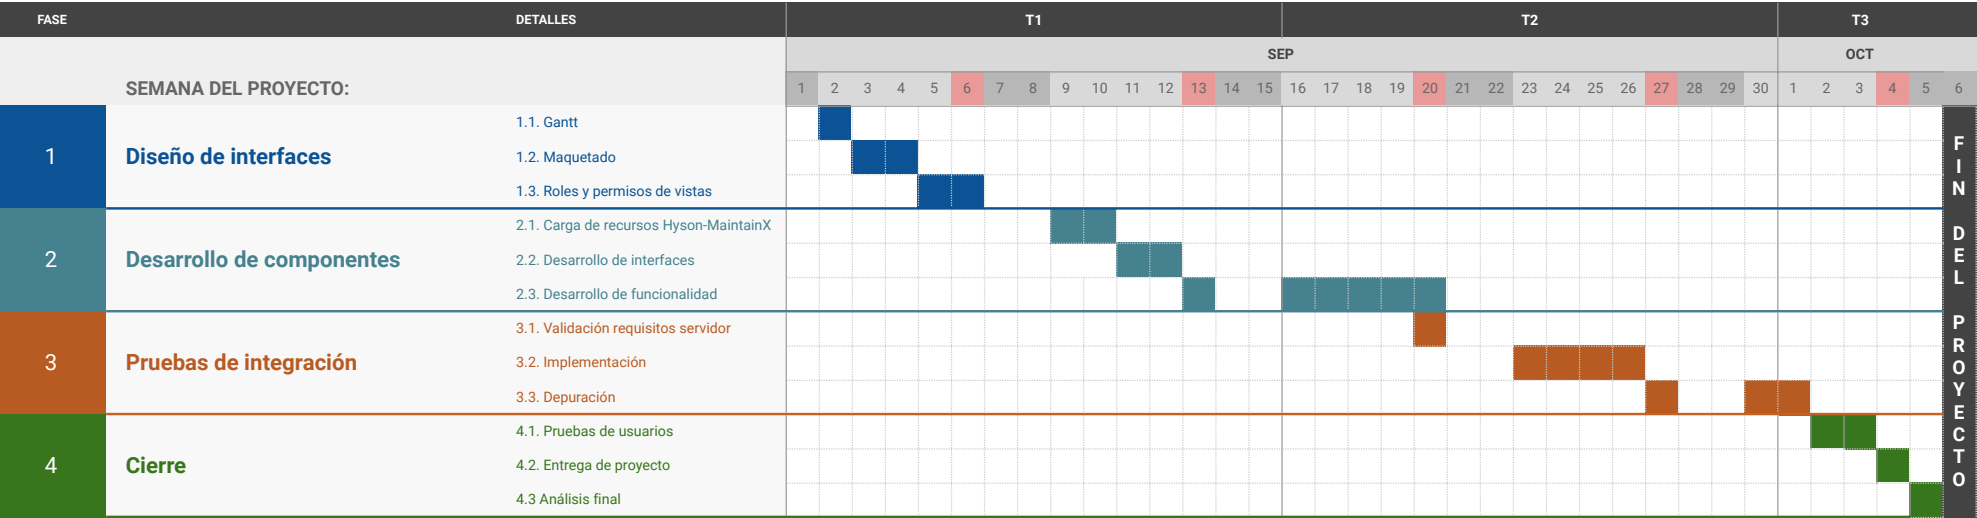 FASE DETALLES T1 T2 T3
SEP OCT
SEMANA DEL PROYECTO: 1 2 3 4 5 6 7 8 9 10 11 12 13 14 15 16 17 18 19 20 21 22 23 24 25 26 27 28 29 30 1 2 3 4 5 6
1 Diseño de interfaces
1.1. Gantt
1.2. Maquetado
1.3. Roles y permisos de vistas
2 Desarrollo de componentes
2.1. Carga de recursos Hyson-MaintainX
2.2. Desarrollo de interfaces
2.3. Desarrollo de funcionalidad
3 Pruebas de integración
3.1. Validación requisitos servidor
3.2. Implementación
3.3. Depuración
4 Cierre
4.1. Pruebas de usuarios
4.2. Entrega de proyecto
4.3 Análisis final
FIN DEL PROYECTO